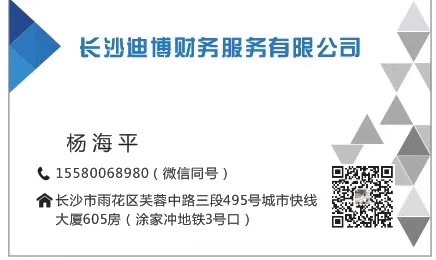 长沙迪博财务服务有限公司
杨海平
15580068980（微信同号）
长沙市雨花区芙蓉中路三段495号城市快线
大厦605房（涂家冲地铁3号口）